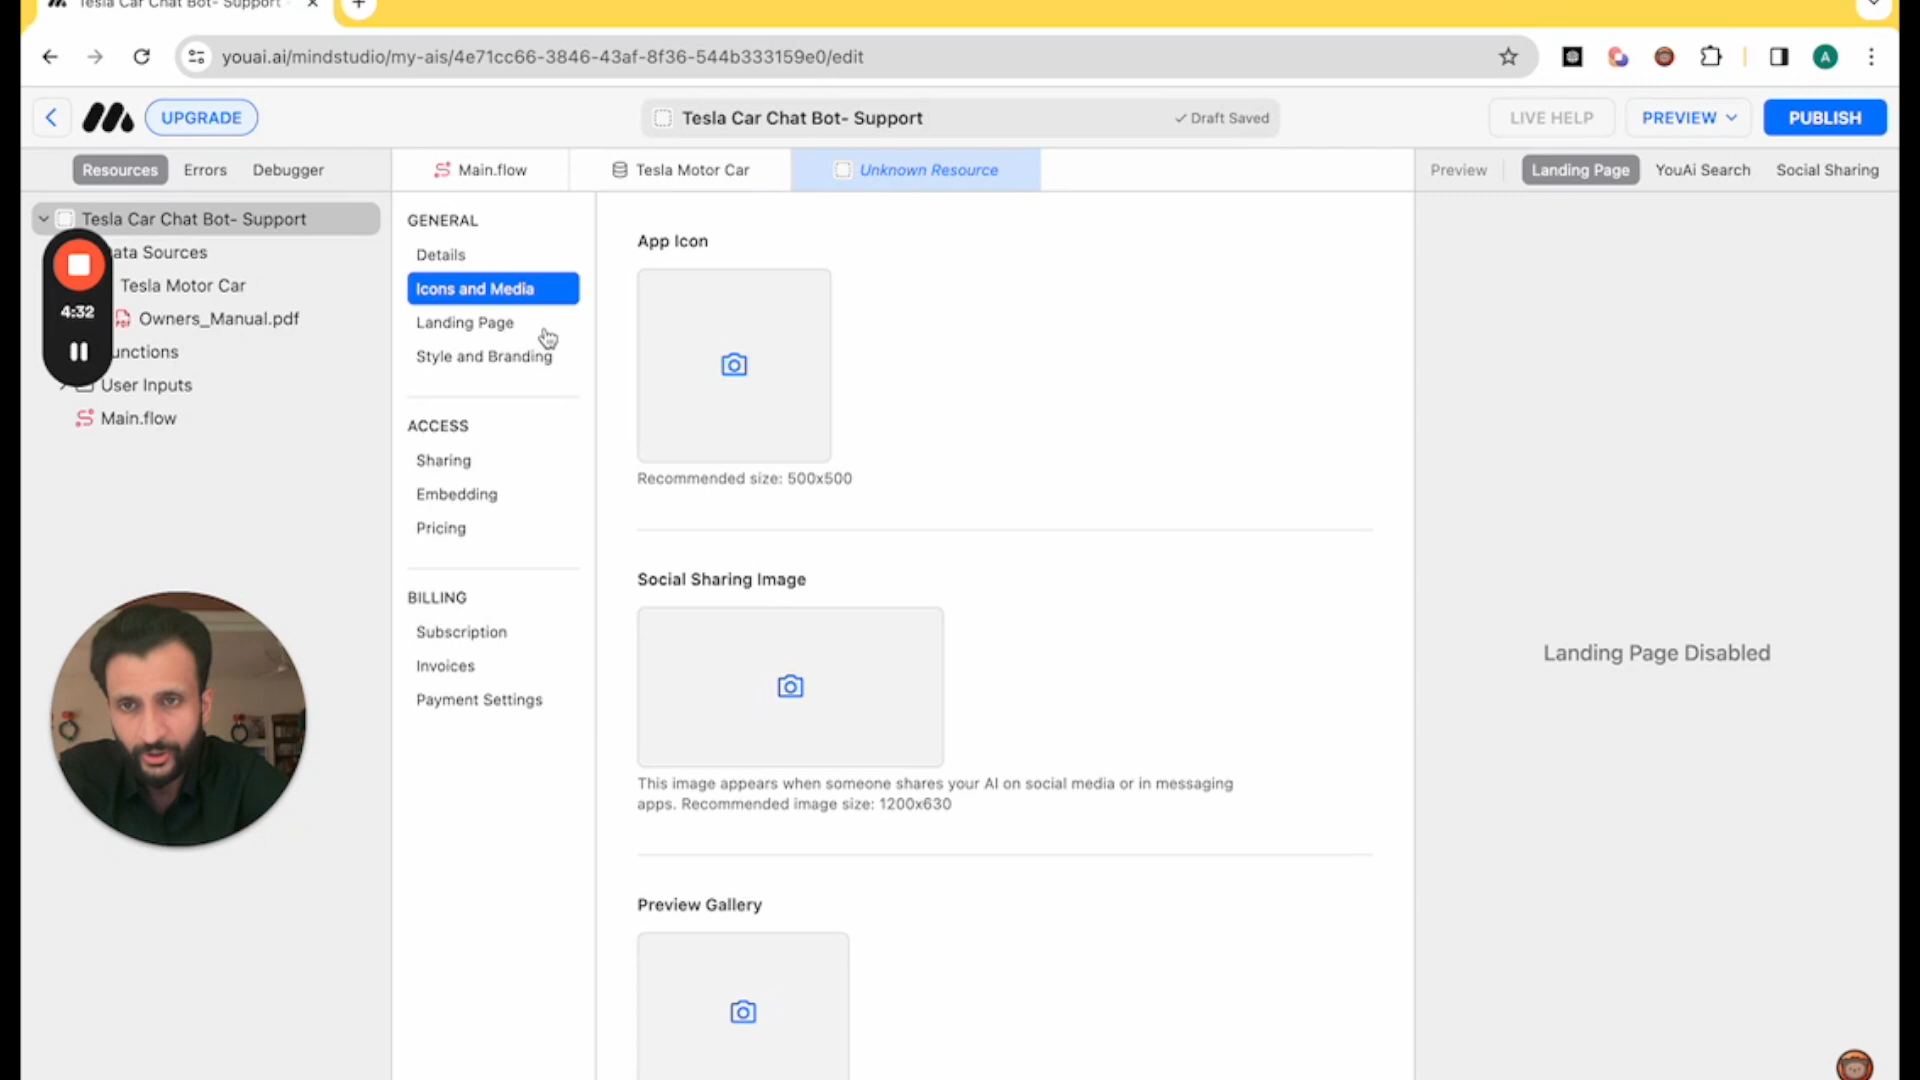 Tesla Car Chat Bot- Support
youai.ai/mindstudio/my-ais/4e71cc66-3846-43af-8f36-544b333159e0/edit
A
UPGRADE
Tesla Car Chat Bot- Support
Draft Saved
LIVE HELP
PREVIEW
PUBLISH
Resources
Errors
Debugger
Main.flow
Tesla Motor Car
Unknown Resource
Preview
Landing Page
YouAi Search
Social Sharing
Tesla Car Chat Bot- Support
ata Sources
Tesla Motor Car
Owners_Manual.pdf
unctions
User Inputs
Main.flow
4:32
GENERAL
Details
Icons and Media
Landing Page
Style and Branding
ACCESS
Sharing
Embedding
Pricing
BILLING
Subscription
Invoices
Payment Settings
App Icon
Recommended size: 500x500
Social Sharing Image
This image appears when someone shares your AI on social media or in messaging
apps. Recommended image size: 1200x630
Preview Gallery
Landing Page Disabled